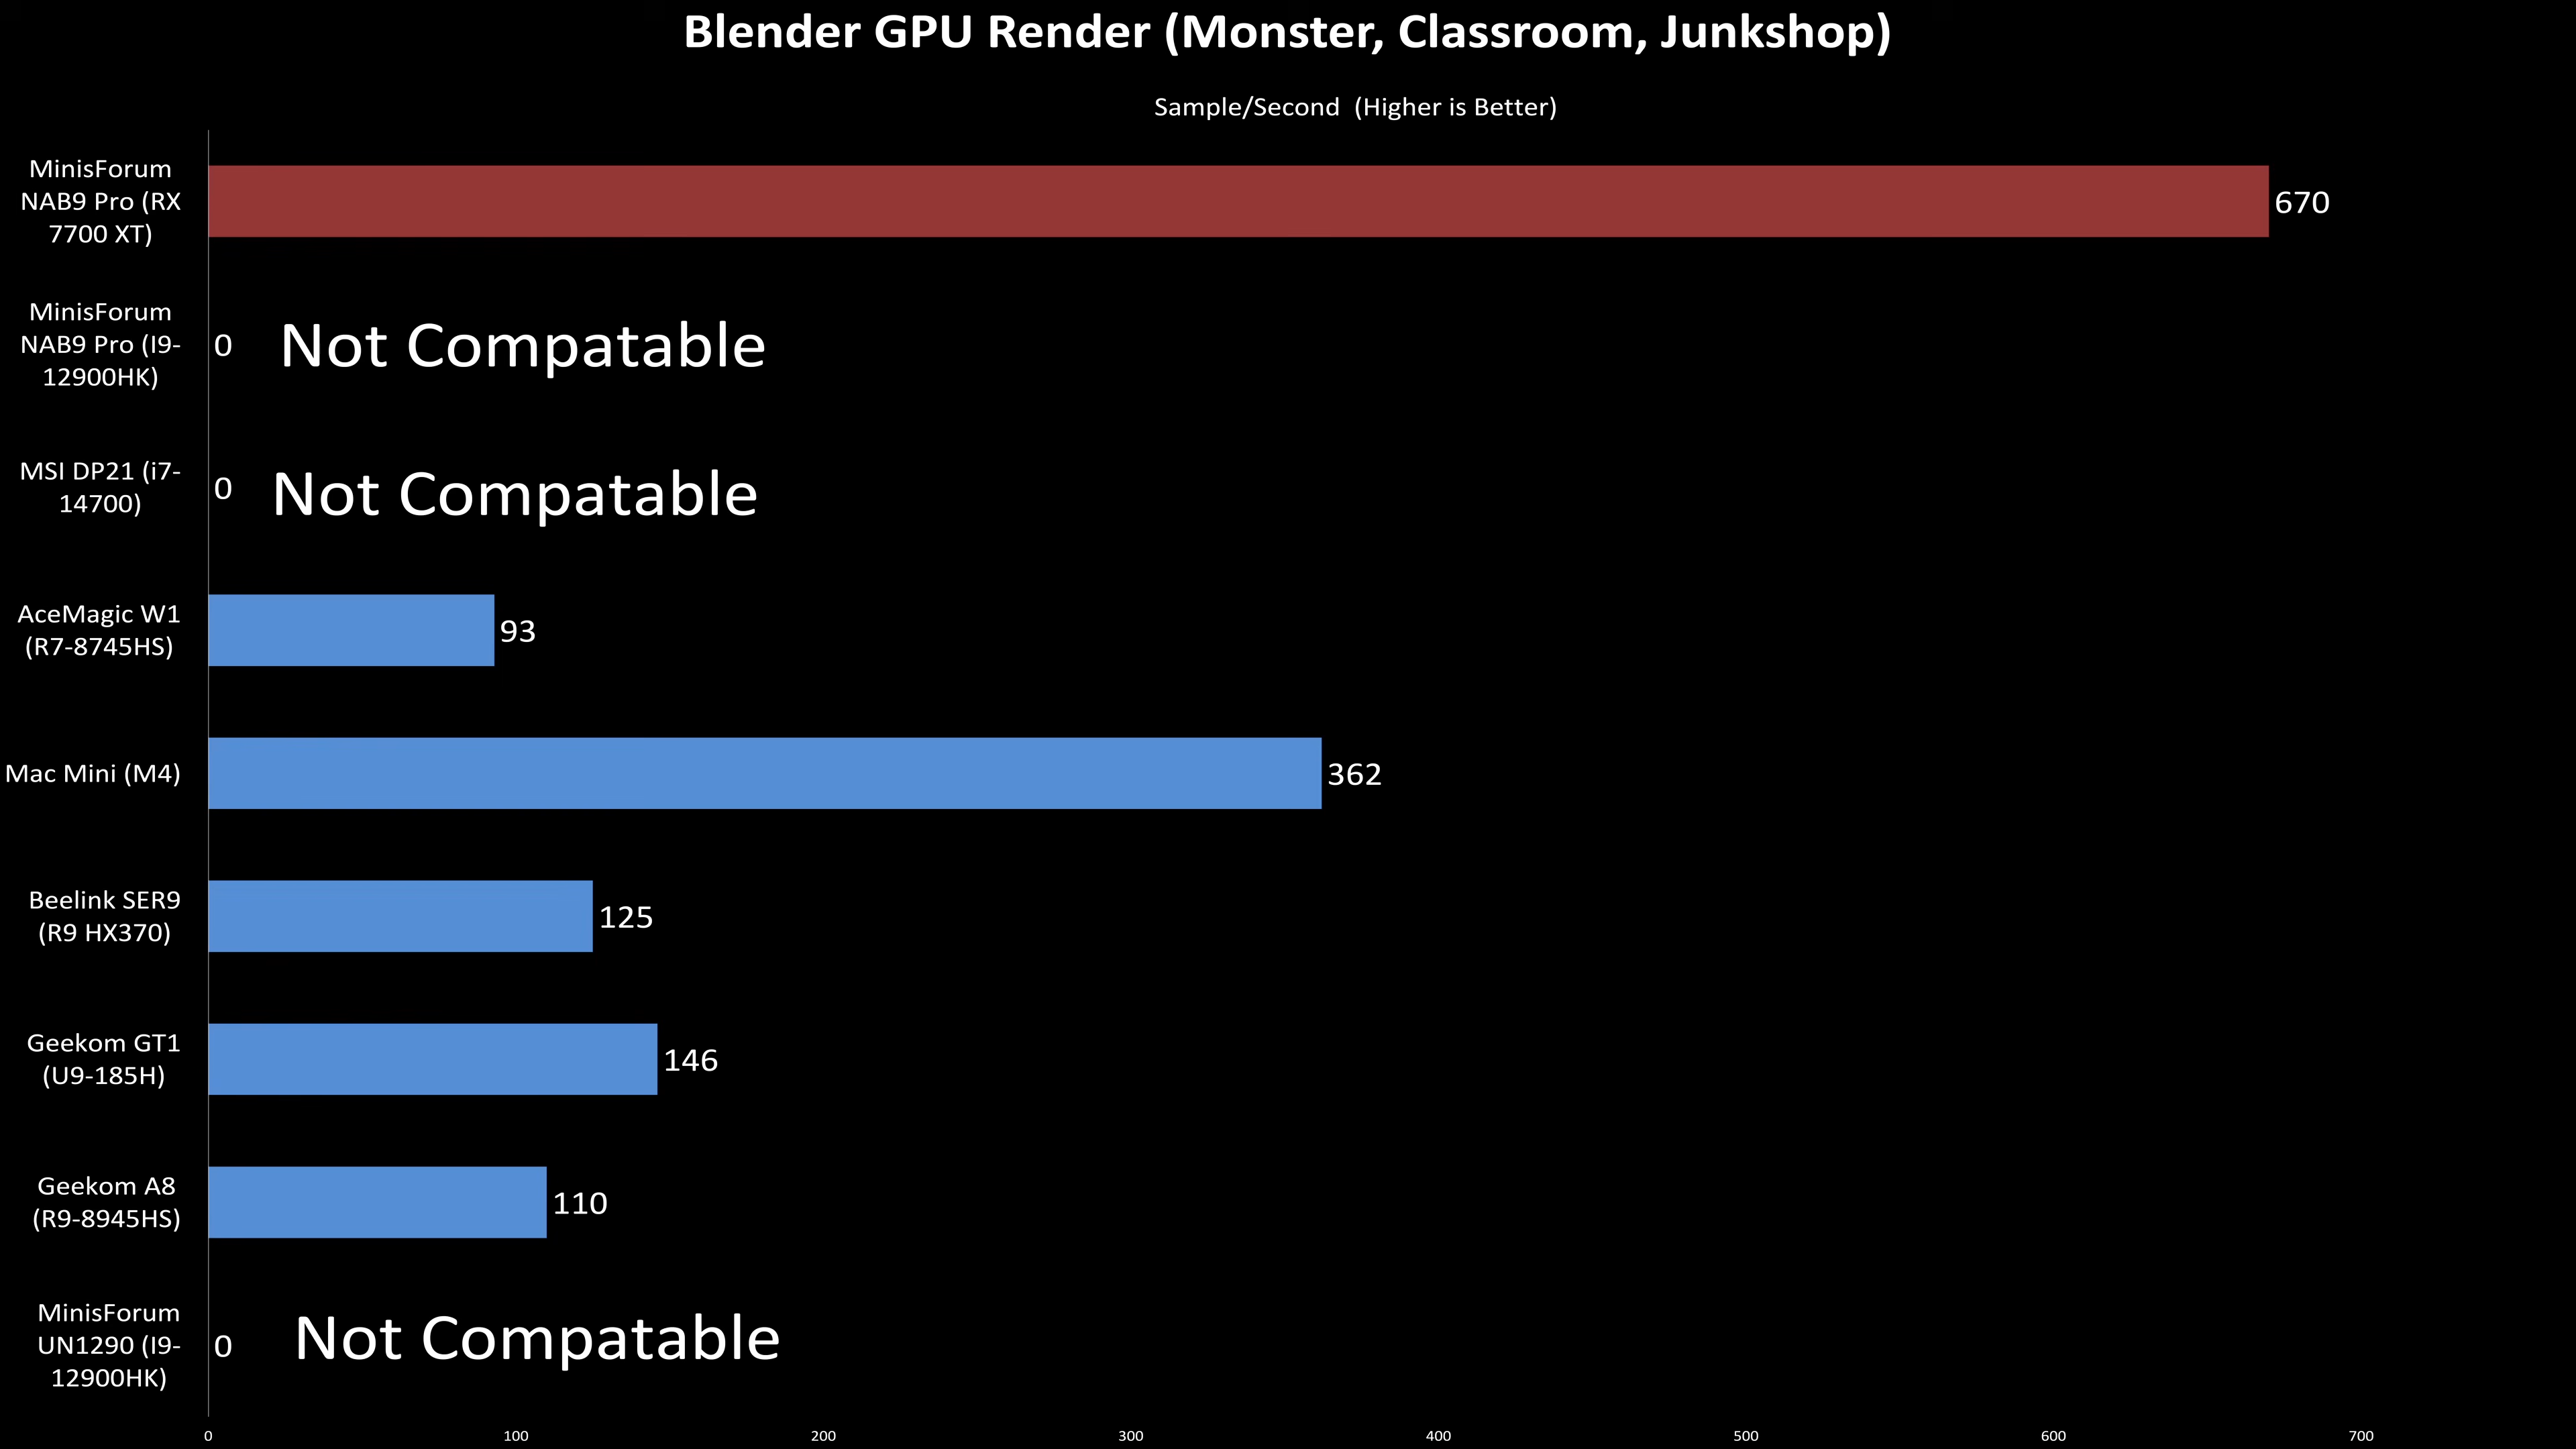 Blender GPU Render (Monster, Classroom, Junkshop)
Sample/Second  (Higher is Better)
MinisForum
NAB9 Pro (RX
7700 XT)
670
MinisForum
NAB9 Pro (I9-
12900HK)
0
Not Compatable
MSI DP21 (i7-
14700)
0
Not Compatable
AceMagic W1
(R7-8745HS)
93
Mac Mini (M4)
362
Beelink SER9
(R9 HX370)
125
Geekom GT1
(U9-185H)
146
Geekom A8
(R9-8945HS)
110
MinisForum
UN1290 (I9-
12900HK)
0
Not Compatable
0 100 200 300 400 500 600 700